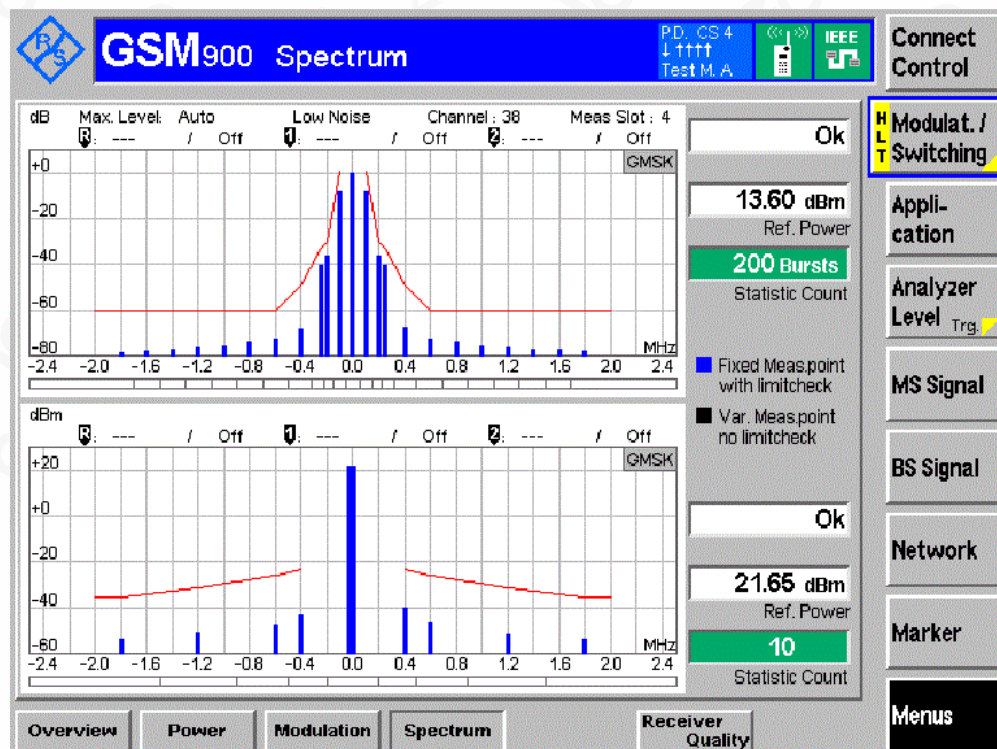 R/S
GSM900 Spectrum
PD. CS 4
↓ ↑↑↑↑
Test M. A
IEEE
Connect
Control
dB Max. Level: Auto Low Noise Channel : 38 Meas Slot : 4
R: --- / Off 1: --- / Off 2: --- / Off
GMSK
+0
-20
-40
-60
-80
MHz
-2.4 -2.0 -1.6 -1.2 -0.8 -0.4 0.0 0.4 0.8 1.2 1.6 2.0 2.4
Ok
13.60 dBm
Ref. Power
200 Bursts
Statistic Count
Fixed Meas.point
with limitcheck
Var. Meas.point
no limitcheck
dBm
R: --- / Off 1: --- / Off 2: --- / Off
GMSK
+20
+0
-20
-40
-60
MHz
-2.4 -2.0 -1.6 -1.2 -0.8 -0.4 0.0 0.4 0.8 1.2 1.6 2.0 2.4
Ok
21.65 dBm
Ref. Power
10
Statistic Count
HLT
Modulat. /
Switching
Appli-
cation
Analyzer
Level Trg.
MS Signal
BS Signal
Network
Marker
Menus
Overview
Power
Modulation
Spectrum
Receiver
Quality